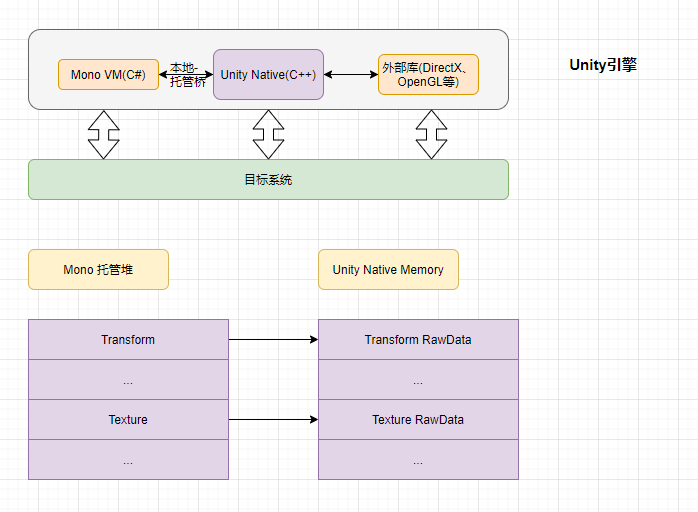 Mono VM(C#)
本地-
托管桥
Unity Native(C++)
外部库(DirectX、
OpenGL等)
Unity引擎
目标系统
Mono 托管堆
Unity Native Memory
Transform
Transform RawData
...
...
Texture
Texture RawData
...
...